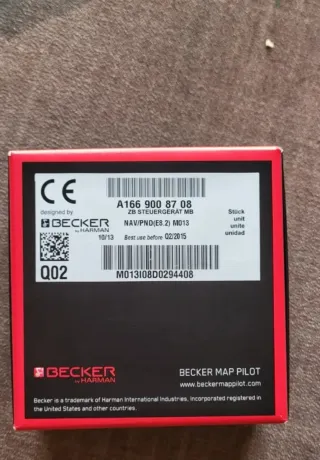 CE
A166 900 87 08
ZB STEUERGERÄT MB
designed by
BECKER
by HARMAN
NAV/PND(E8.2) M013
10/13 Best use before 02/2015
Stück
unit
unite
unidad
Q02
M013I08D0294408
BECKER
by HARMAN
BECKER MAP PILOT
www.beckermappilot.com
Becker is a trademark of Harman International Industries, Incorporated registered in
the United States and other countries.